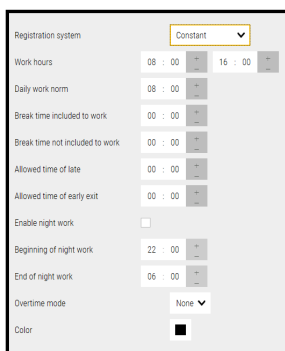 Registration system Constant
Work hours 08 : 00 + − 16 : 00 + −
Daily work norm 08 : 00 + −
Break time included to work 00 : 00 + −
Break time not included to work 00 : 00 + −
Allowed time of late 00 : 00 + −
Allowed time of early exit 00 : 00 + −
Enable night work
Beginning of night work 22 : 00 + −
End of night work 06 : 00 + −
Overtime mode None
Color